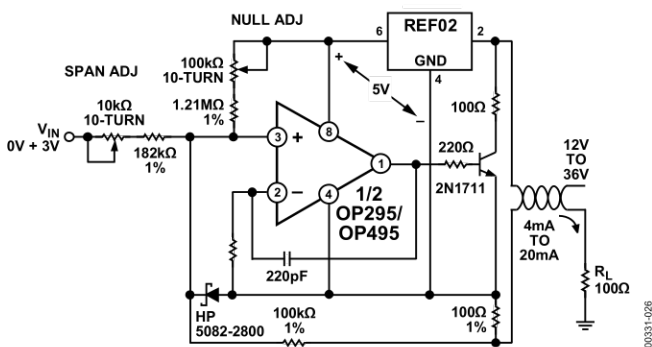 NULL ADJ
6
REF02
2
GND
4
100kΩ
10-TURN
+
5V
−
SPAN ADJ
10kΩ
10-TURN
1.21MΩ
1%
100Ω
VIN
0V + 3V
182kΩ
1%
3
+
8
1
220Ω
2N1711
12V
TO
36V
2
−
4
1/2
OP295/
OP495
4mA
TO
20mA
220pF
RL
100Ω
HP
5082-2800
100kΩ
1%
100Ω
1%
00331-026